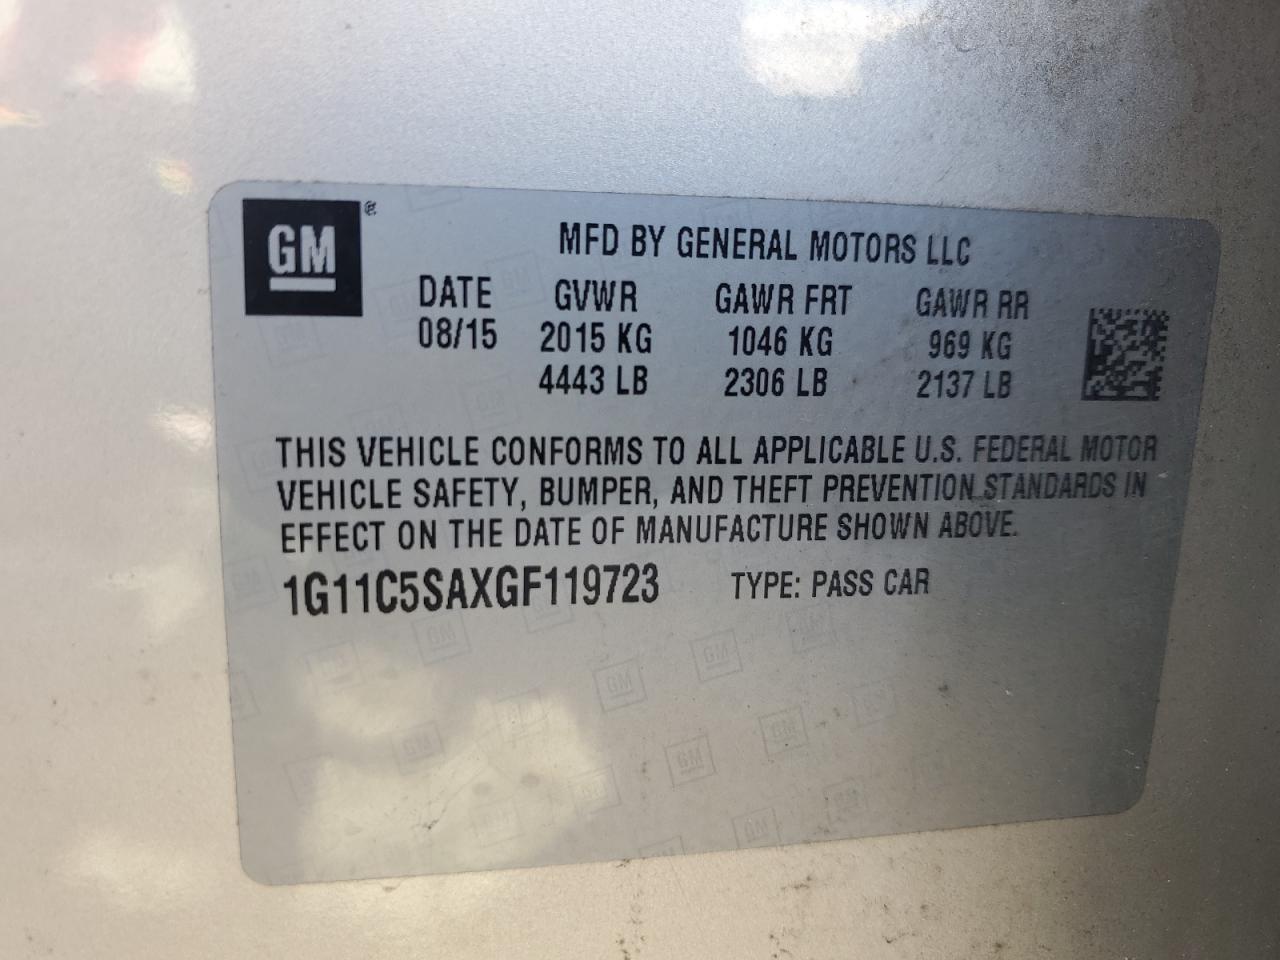 GM
MFD BY GENERAL MOTORS LLC
DATE GVWR GAWR FRT GAWR RR
08/15 2015 KG 1046 KG 969 KG
4443 LB 2306 LB 2137 LB
THIS VEHICLE CONFORMS TO ALL APPLICABLE U.S. FEDERAL MOTOR
VEHICLE SAFETY, BUMPER, AND THEFT PREVENTION STANDARDS IN
EFFECT ON THE DATE OF MANUFACTURE SHOWN ABOVE.
1G11C5SAXGF119723 TYPE: PASS CAR